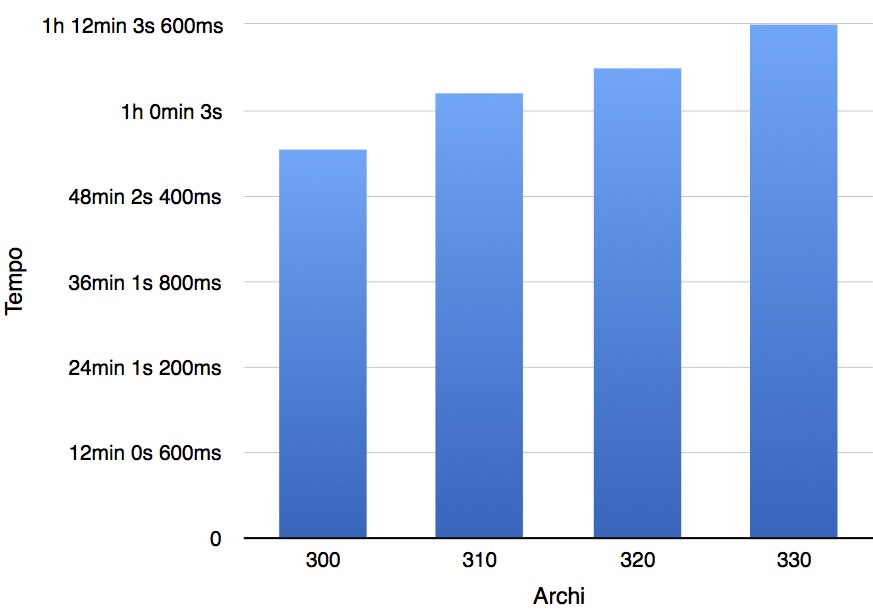 1h 12min 3s 600ms
1h 0min 3s
48min 2s 400ms
36min 1s 800ms
24min 1s 200ms
12min 0s 600ms
0
Tempo
300 310 320 330
Archi